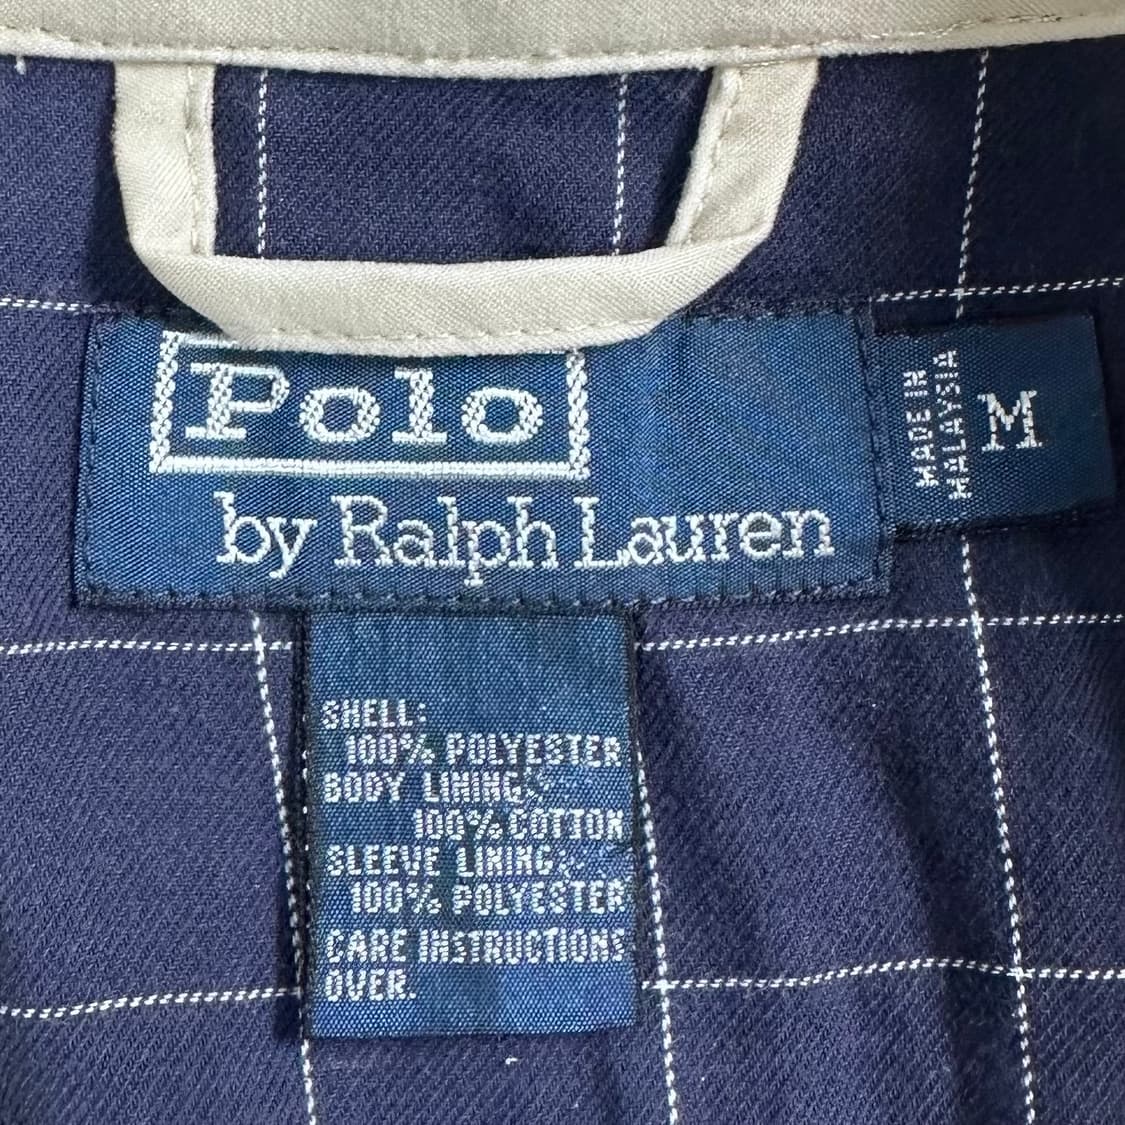 Polo
by Ralph Lauren
MADE IN
MALAYSIA
M
SHELL:
100% POLYESTER
BODY LINING:
100% COTTON
SLEEVE LINING:
100% POLYESTER
CARE INSTRUCTIONS
OVER.